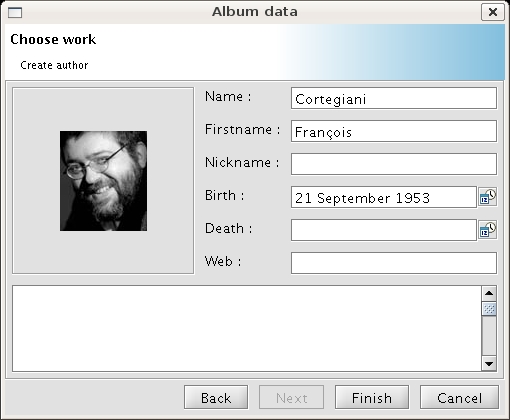 Album data
Choose work
Create author
Name :
Cortegiani
Firstname :
François
Nickname :
Birth :
21 September 1953
Death :
Web :
Back
Next
Finish
Cancel